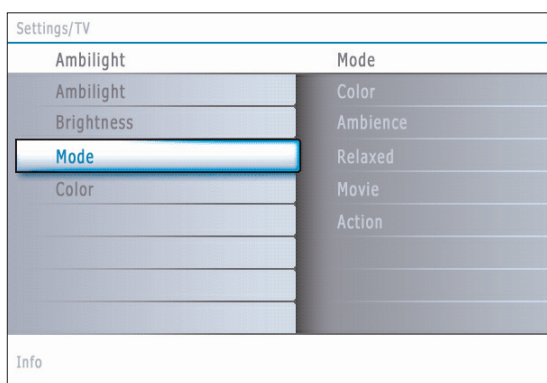 Settings/TV
Ambilight Mode
Ambilight Color
Brightness Ambience
Mode Relaxed
Color Movie
Action
Info